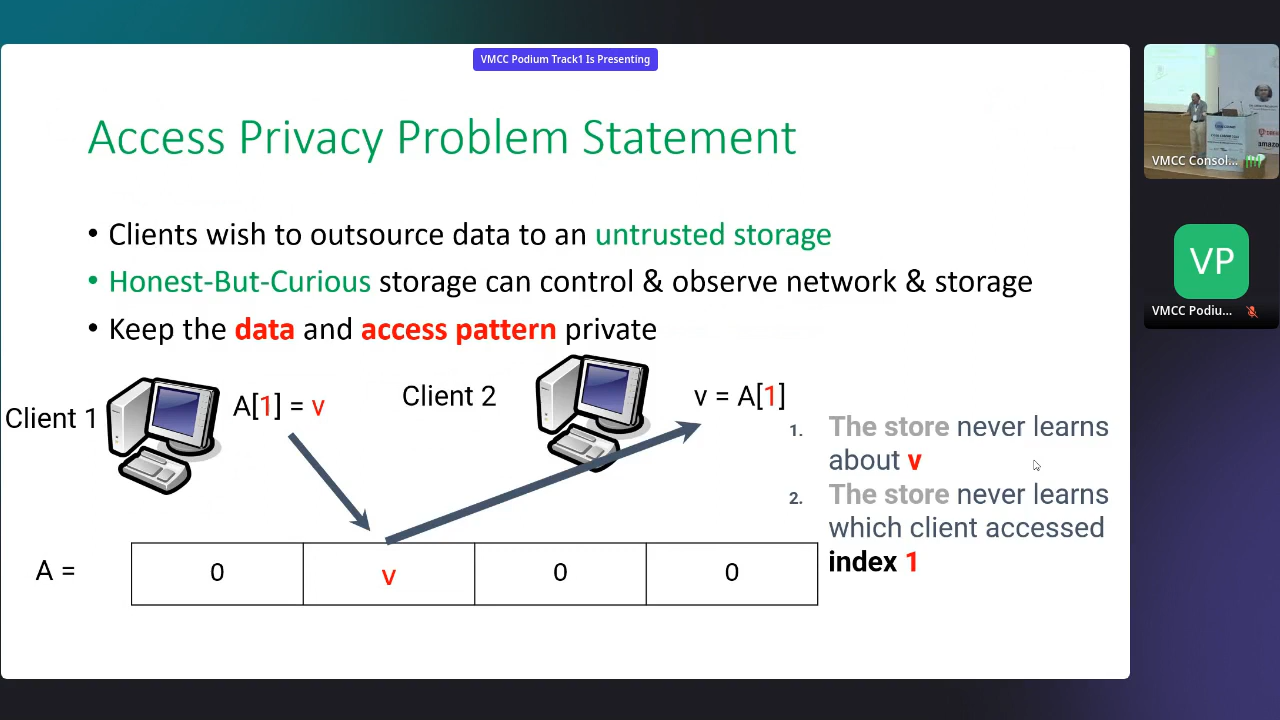 VMCC Podium Track1 Is Presenting
Access Privacy Problem Statement
• Clients wish to outsource data to an untrusted storage
• Honest-But-Curious storage can control & observe network & storage
• Keep the data and access pattern private
Client 1
A[1] = v
Client 2
v = A[1]
1. The store never learns
about v
2. The store never learns
which client accessed
index 1
A =
0
v
0
0
amazon
VMCC Consol...
VP
VMCC Podiu...